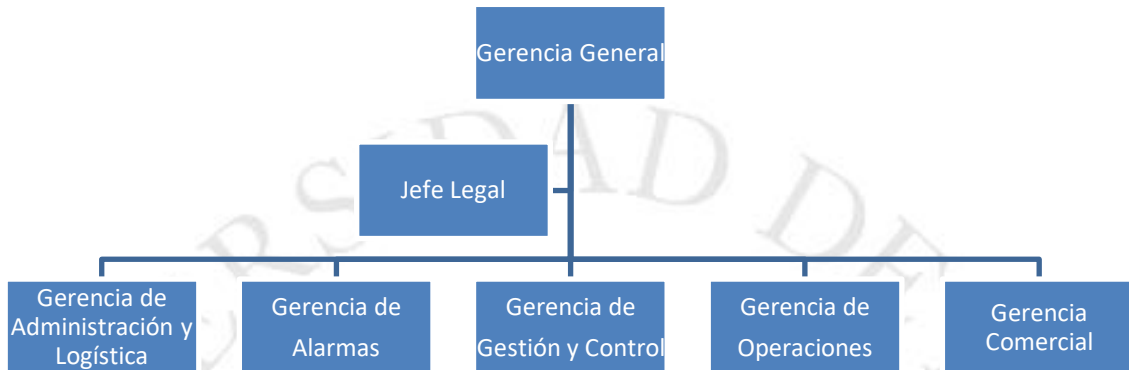 Gerencia General
Jefe Legal
Gerencia de
Administración y
Logística
Gerencia de
Alarmas
Gerencia de
Gestión y Control
Gerencia de
Operaciones
Gerencia
Comercial